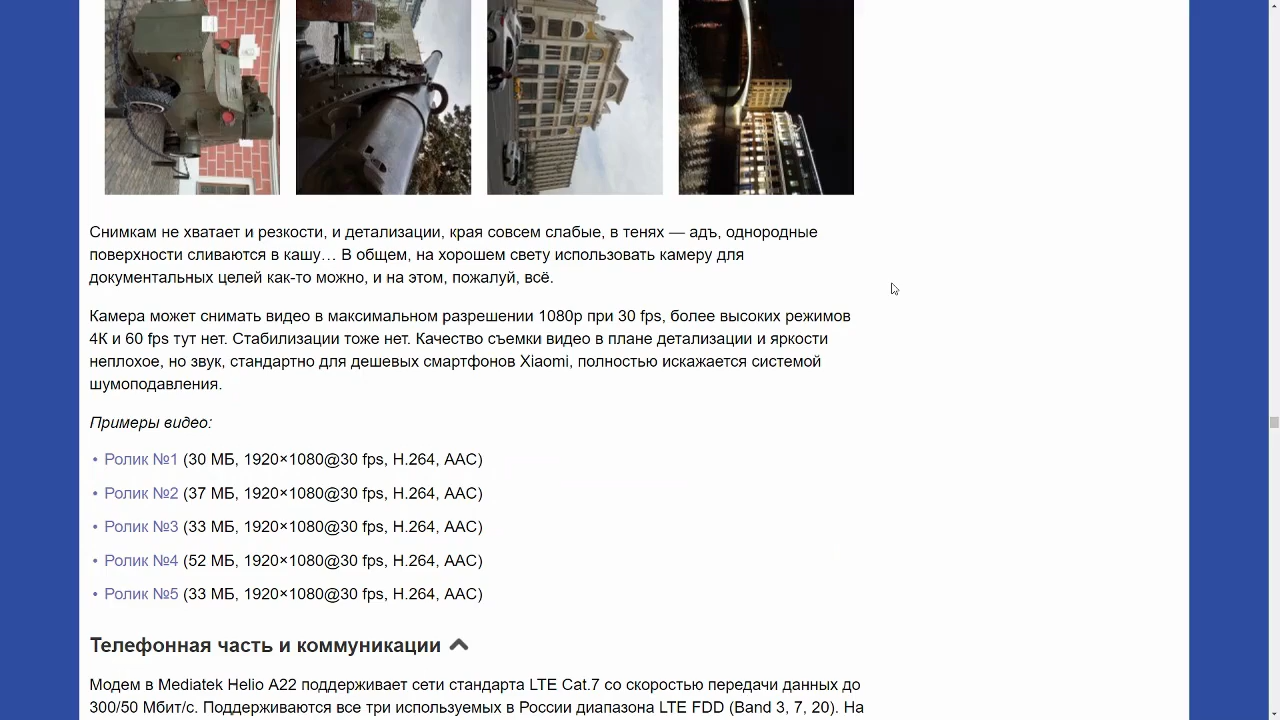 Снимкам не хватает и резкости, и детализации, края совсем слабые, в тенях — адъ, однородные
поверхности сливаются в кашу… В общем, на хорошем свету использовать камеру для
документальных целей как-то можно, и на этом, пожалуй, всё.
Камера может снимать видео в максимальном разрешении 1080p при 30 fps, более высоких режимов
4К и 60 fps тут нет. Стабилизации тоже нет. Качество съемки видео в плане детализации и яркости
неплохое, но звук, стандартно для дешевых смартфонов Xiaomi, полностью искажается системой
шумоподавления.
Примеры видео:
• Ролик №1 (30 МБ, 1920×1080@30 fps, H.264, AAC)
• Ролик №2 (37 МБ, 1920×1080@30 fps, H.264, AAC)
• Ролик №3 (33 МБ, 1920×1080@30 fps, H.264, AAC)
• Ролик №4 (52 МБ, 1920×1080@30 fps, H.264, AAC)
• Ролик №5 (33 МБ, 1920×1080@30 fps, H.264, AAC)
Телефонная часть и коммуникации
Модем в Mediatek Helio A22 поддерживает сети стандарта LTE Cat.7 со скоростью передачи данных до
300/50 Мбит/с. Поддерживаются все три используемых в России диапазона LTE FDD (Band 3, 7, 20). На